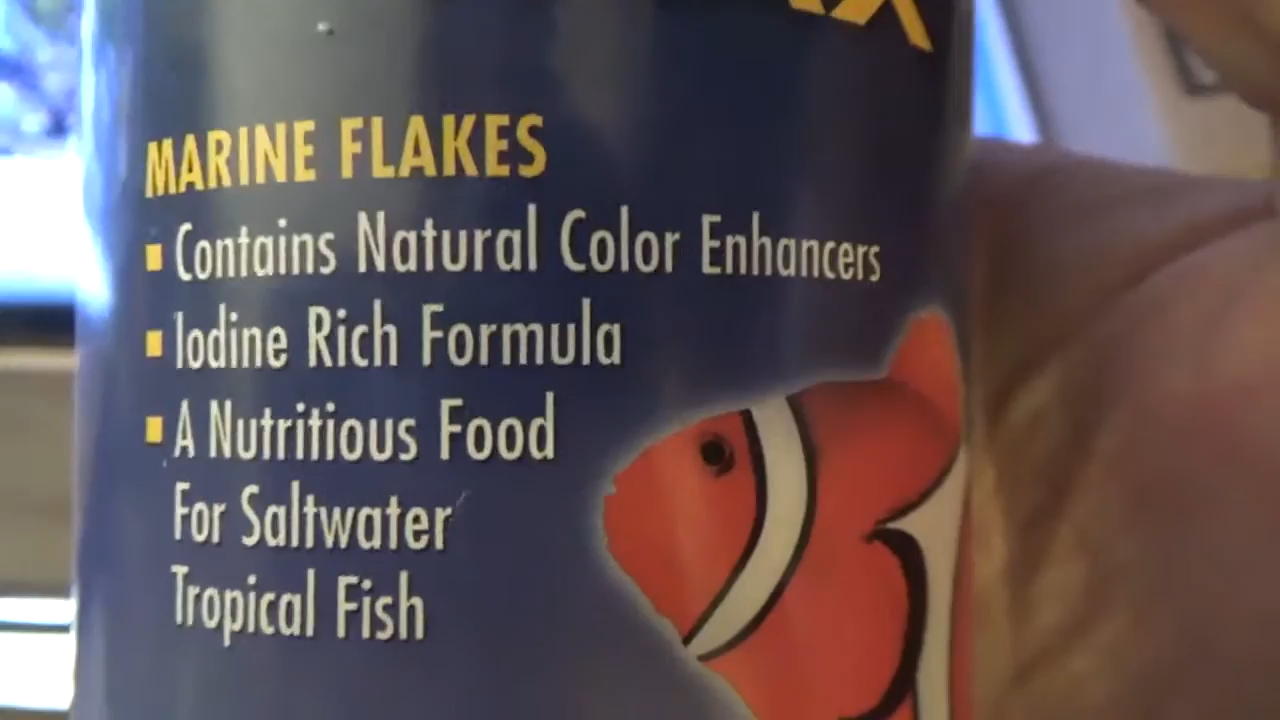 MARINE FLAKES
Contains Natural Color Enhancers
Iodine Rich Formula
A Nutritious Food
For Saltwater
Tropical Fish